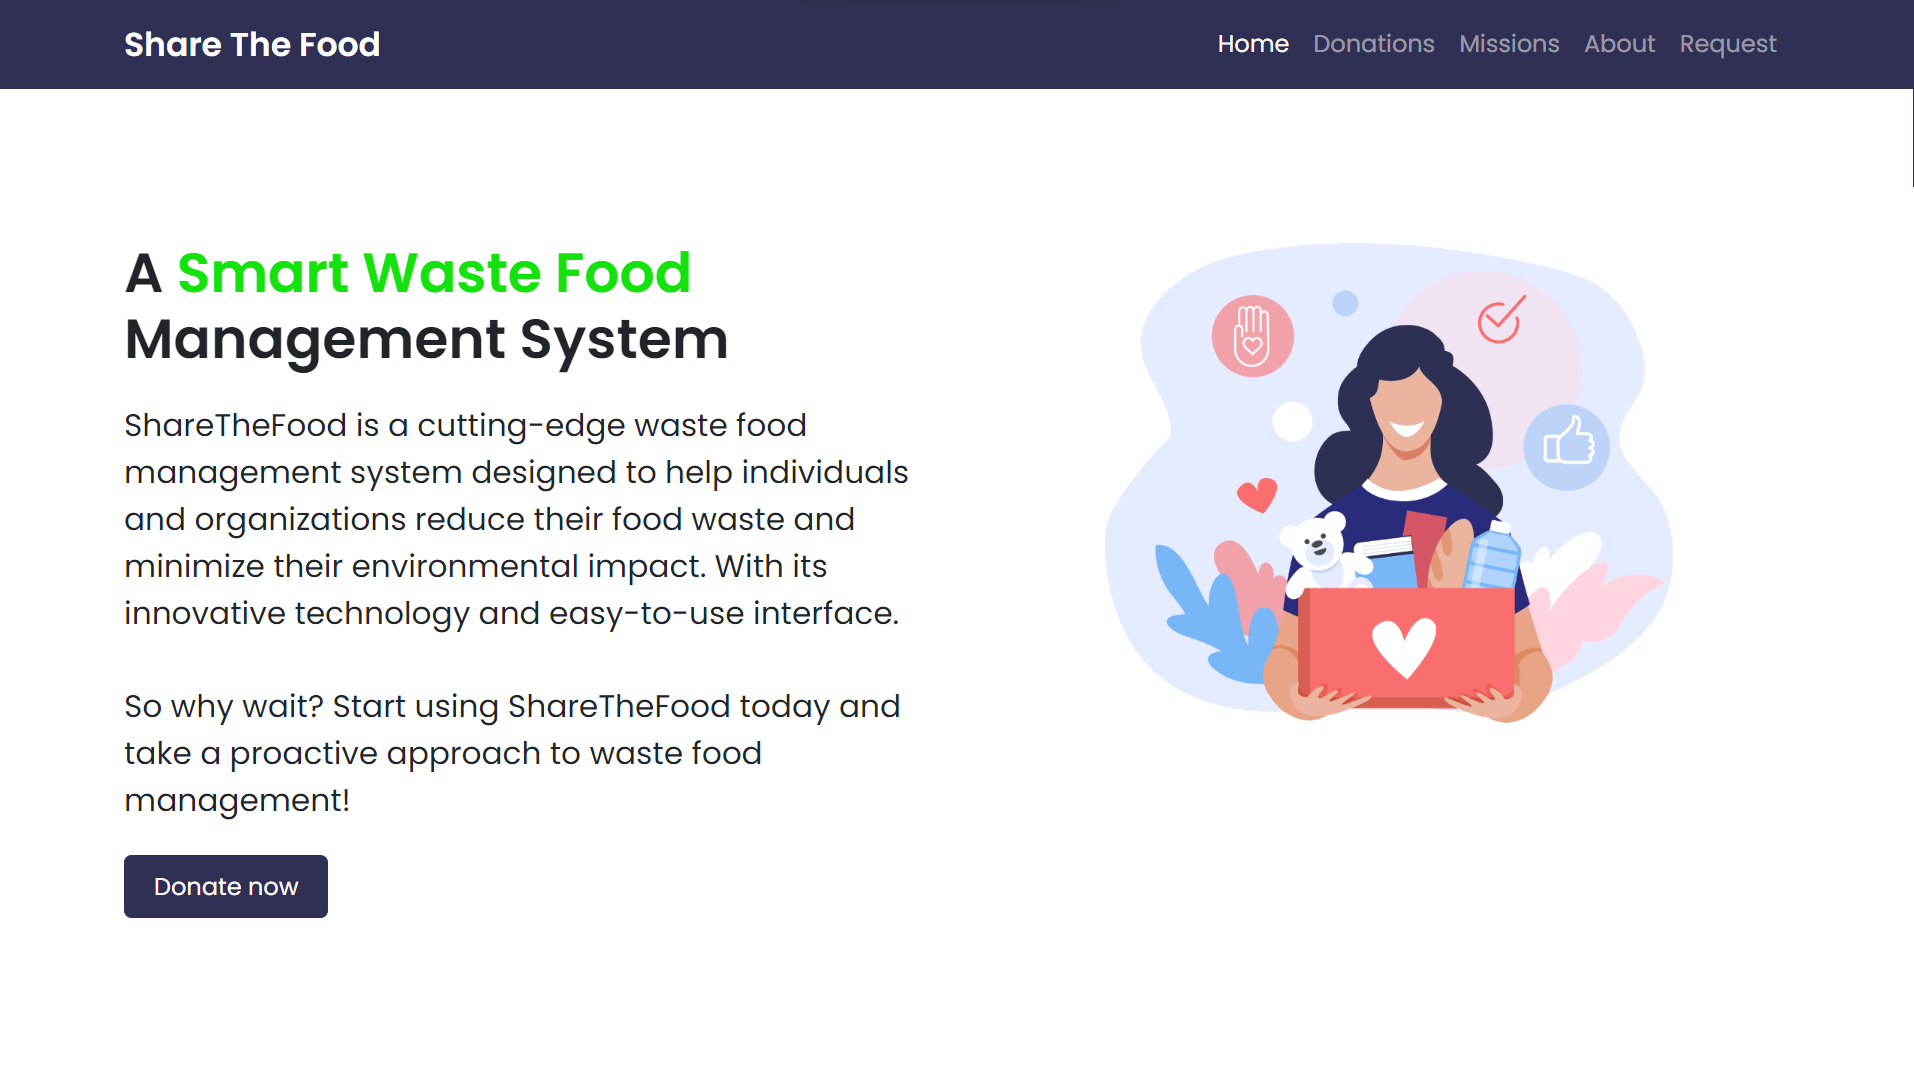 Share The Food
Home Donations Missions About Request
A Smart Waste Food
Management System
ShareTheFood is a cutting-edge waste food
management system designed to help individuals
and organizations reduce their food waste and
minimize their environmental impact. With its
innovative technology and easy-to-use interface.
So why wait? Start using ShareTheFood today and
take a proactive approach to waste food
management!
Donate now